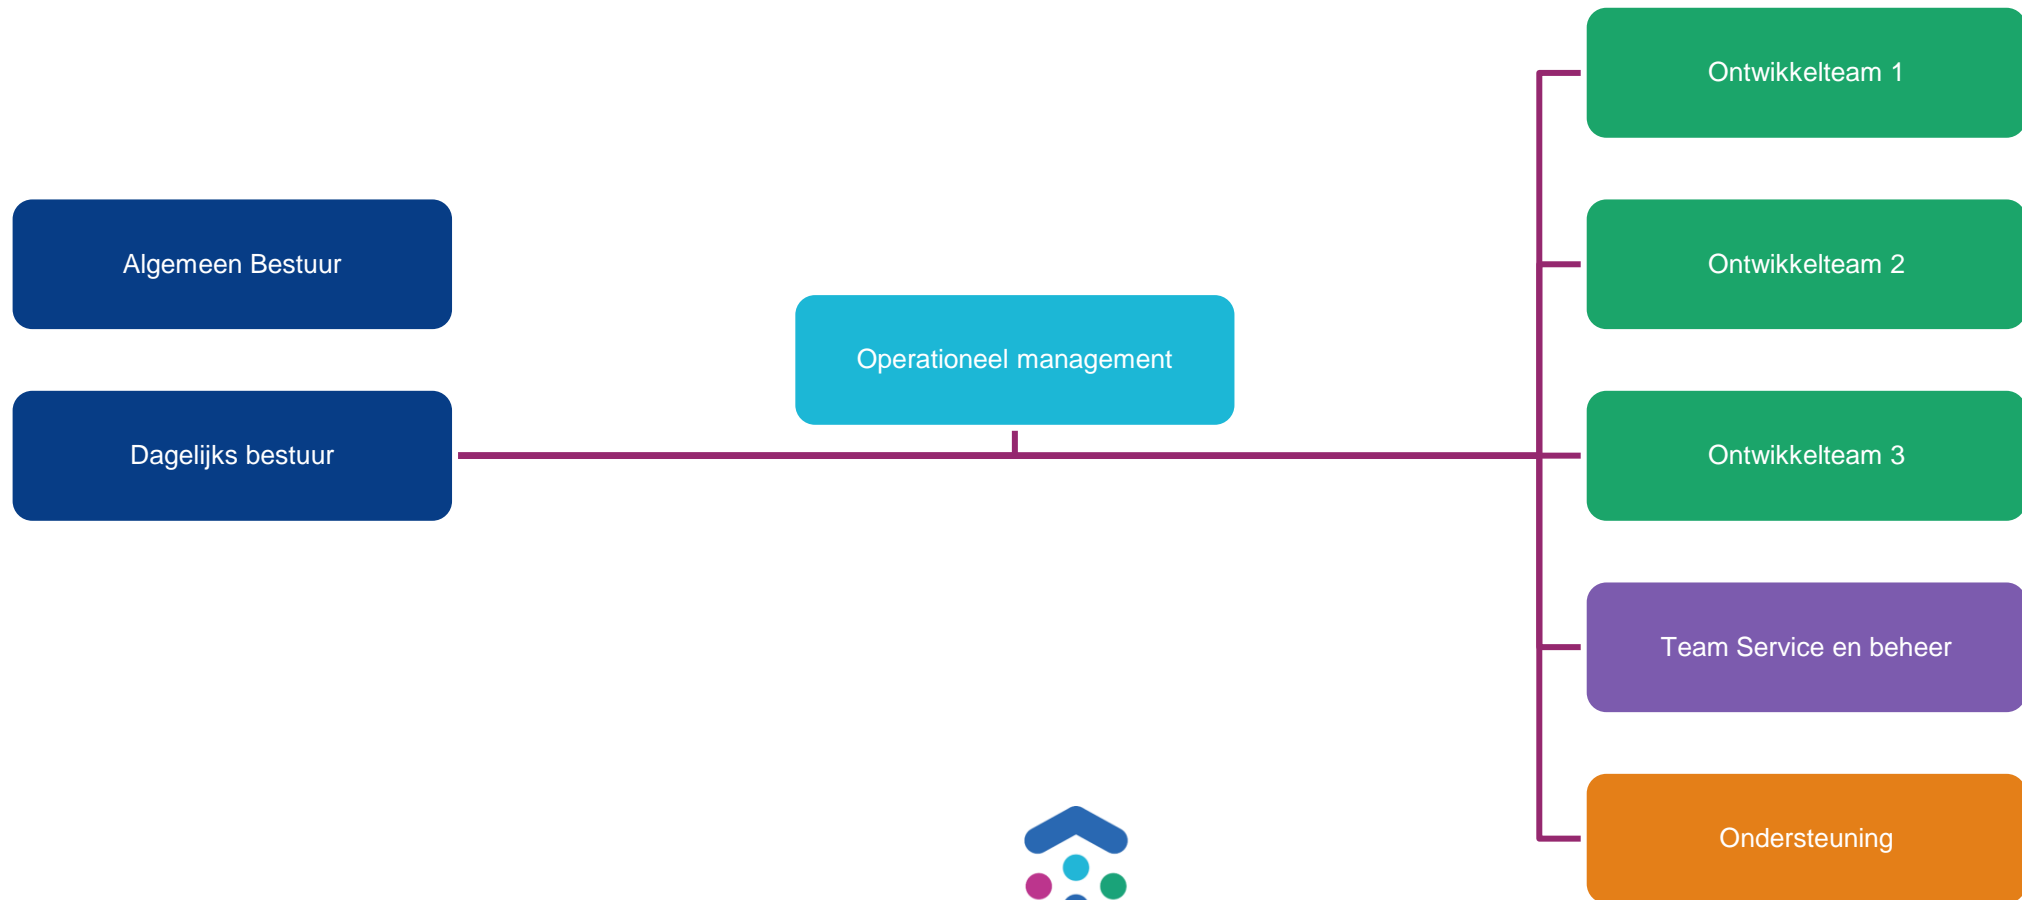 Algemeen Bestuur
Dagelijks bestuur
Operationeel management
Ontwikkelteam 1
Ontwikkelteam 2
Ontwikkelteam 3
Team Service en beheer
Ondersteuning